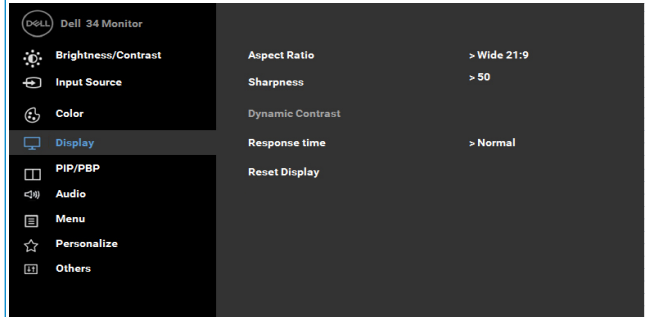 DELL Dell 34 Monitor
Brightness/Contrast Aspect Ratio > Wide 21:9
Input Source Sharpness > 50
Color Dynamic Contrast
Display Response time > Normal
PIP/PBP Reset Display
Audio
Menu
Personalize
Others